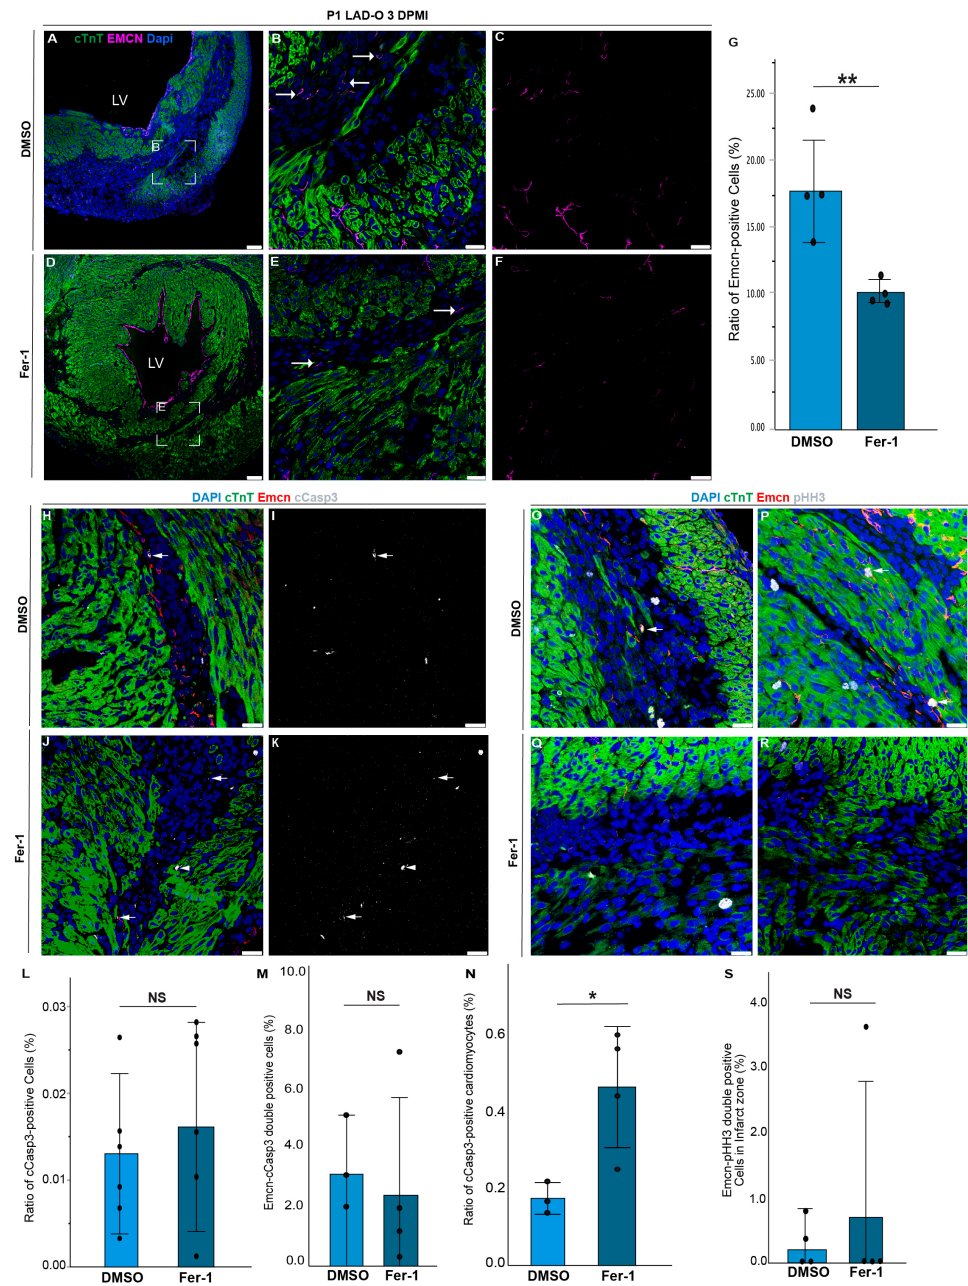 P1 LAD-O 3 DPMI
A cTnT EMCN Dapi
LV
B
B
C
DMSO
D
LV
E
E
F
Fer-1
G
**
Ratio of Emcn-positive Cells (%)
25.00
20.00
15.00
10.00
5.00
0.00
DMSO Fer-1
DAPI cTnT Emcn cCasp3
H
I
DMSO
J
K
Fer-1
DAPI cTnT Emcn pHH3
O
P
DMSO
Q
R
Fer-1
L
NS
Ratio of cCasp3-positive Cells (%)
0.03
0.02
0.01
0.00
DMSO Fer-1
M
NS
Emcn-cCasp3 double positive cells (%)
10.0
8.0
6.0
4.0
2.0
0.0
DMSO Fer-1
N
*
Ratio of cCasp3-positive cardiomyocytes (%)
0.6
0.4
0.2
0.0
DMSO Fer-1
S
NS
Emcn-pHH3 double positive
Cells in Infarct zone (%)
4.0
3.0
2.0
1.0
0.0
DMSO Fer-1